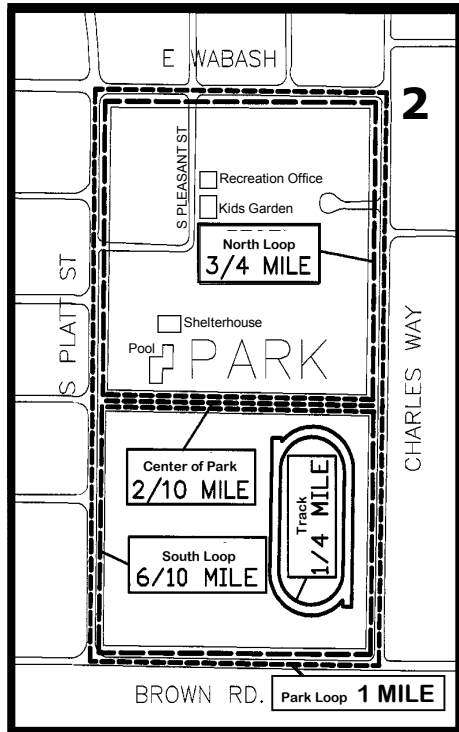 E WABASH
2
S PLEASANT ST
Recreation Office
Kids Garden
North Loop
3/4 MILE
S PLATT ST
Shelterhouse
Pool
PARK
CHARLES WAY
Center of Park
2/10 MILE
Track
1/4 MILE
South Loop
6/10 MILE
BROWN RD.
Park Loop 1 MILE